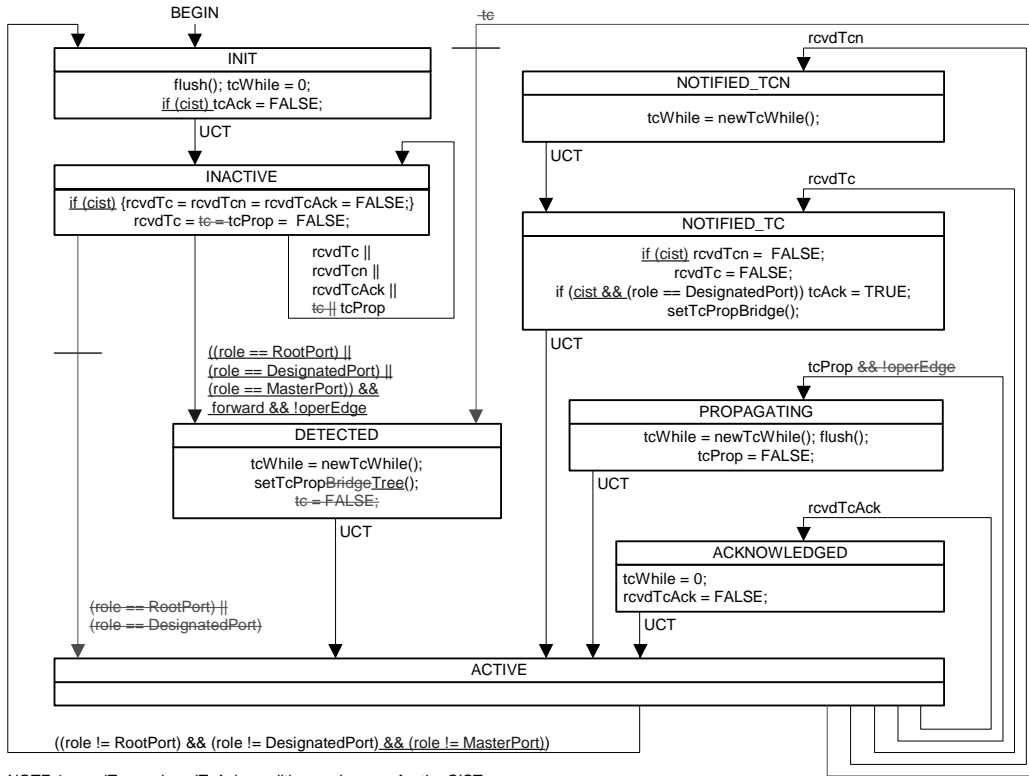 BEGIN
tc
INIT
flush(); tcWhile = 0;
if (cist) tcAck = FALSE;
UCT
INACTIVE
if (cist) {rcvdTc = rcvdTcn = rcvdTcAck = FALSE;}
rcvdTc = tc = tcProp = FALSE;
rcvdTc ||
rcvdTcn ||
rcvdTcAck ||
tc || tcProp
((role == RootPort) ||
(role == DesignatedPort) ||
(role == MasterPort)) &&
forward && !operEdge
DETECTED
tcWhile = newTcWhile();
setTcPropBridgeTree();
tc = FALSE;
UCT
(role == RootPort) ||
(role == DesignatedPort)
rcvdTcn
NOTIFIED_TCN
tcWhile = newTcWhile();
UCT
rcvdTc
NOTIFIED_TC
if (cist) rcvdTcn = FALSE;
rcvdTc = FALSE;
if (cist && (role == DesignatedPort)) tcAck = TRUE;
setTcPropBridge();
UCT
tcProp && !operEdge
PROPAGATING
tcWhile = newTcWhile(); flush();
tcProp = FALSE;
UCT
rcvdTcAck
ACKNOWLEDGED
tcWhile = 0;
rcvdTcAck = FALSE;
UCT
ACTIVE
((role != RootPort) && (role != DesignatedPort) && (role != MasterPort))